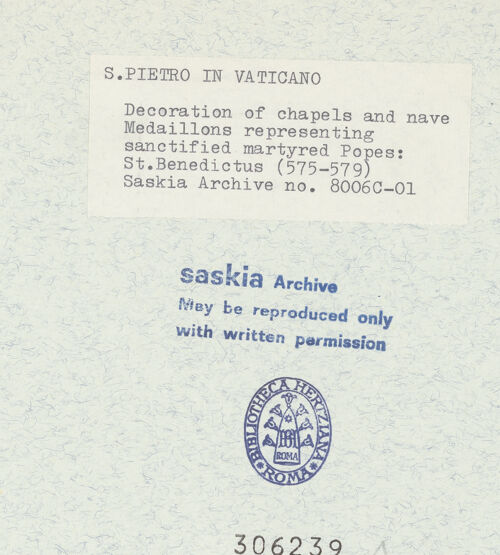 S.PIETRO IN VATICANO
Decoration of chapels and nave
Medaillons representing
sanctified martyred Popes:
St.Benedictus (575-579)
Saskia Archive no. 8006C-01
saskia Archive
May be reproduced only
with written permission
BIBLIOTHECA HERTZIANA
ROMA
ROMA
306239